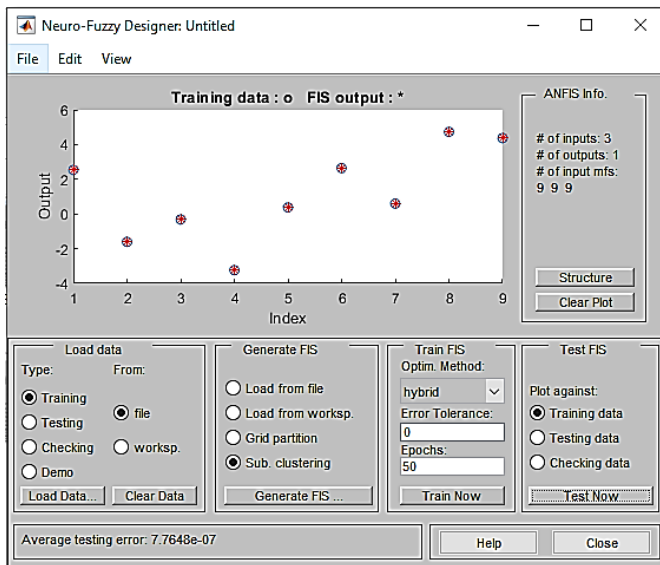 Neuro-Fuzzy Designer: Untitled
File Edit View
Training data : o FIS output : *
6
4
2
0
-2
-4
Output
1 2 3 4 5 6 7 8 9
Index
ANFIS Info.
# of inputs: 3
# of outputs: 1
# of input mfs:
9 9 9
Structure
Clear Plot
Load data
Type: From:
Training
Testing
Checking
Demo
file
worksp.
Load Data... Clear Data
Generate FIS
Load from file
Load from worksp.
Grid partition
Sub. clustering
Generate FIS ...
Train FIS
Optim. Method:
hybrid
Error Tolerance:
0
Epochs:
50
Train Now
Test FIS
Plot against:
Training data
Testing data
Checking data
Test Now
Average testing error: 7.7648e-07
Help Close